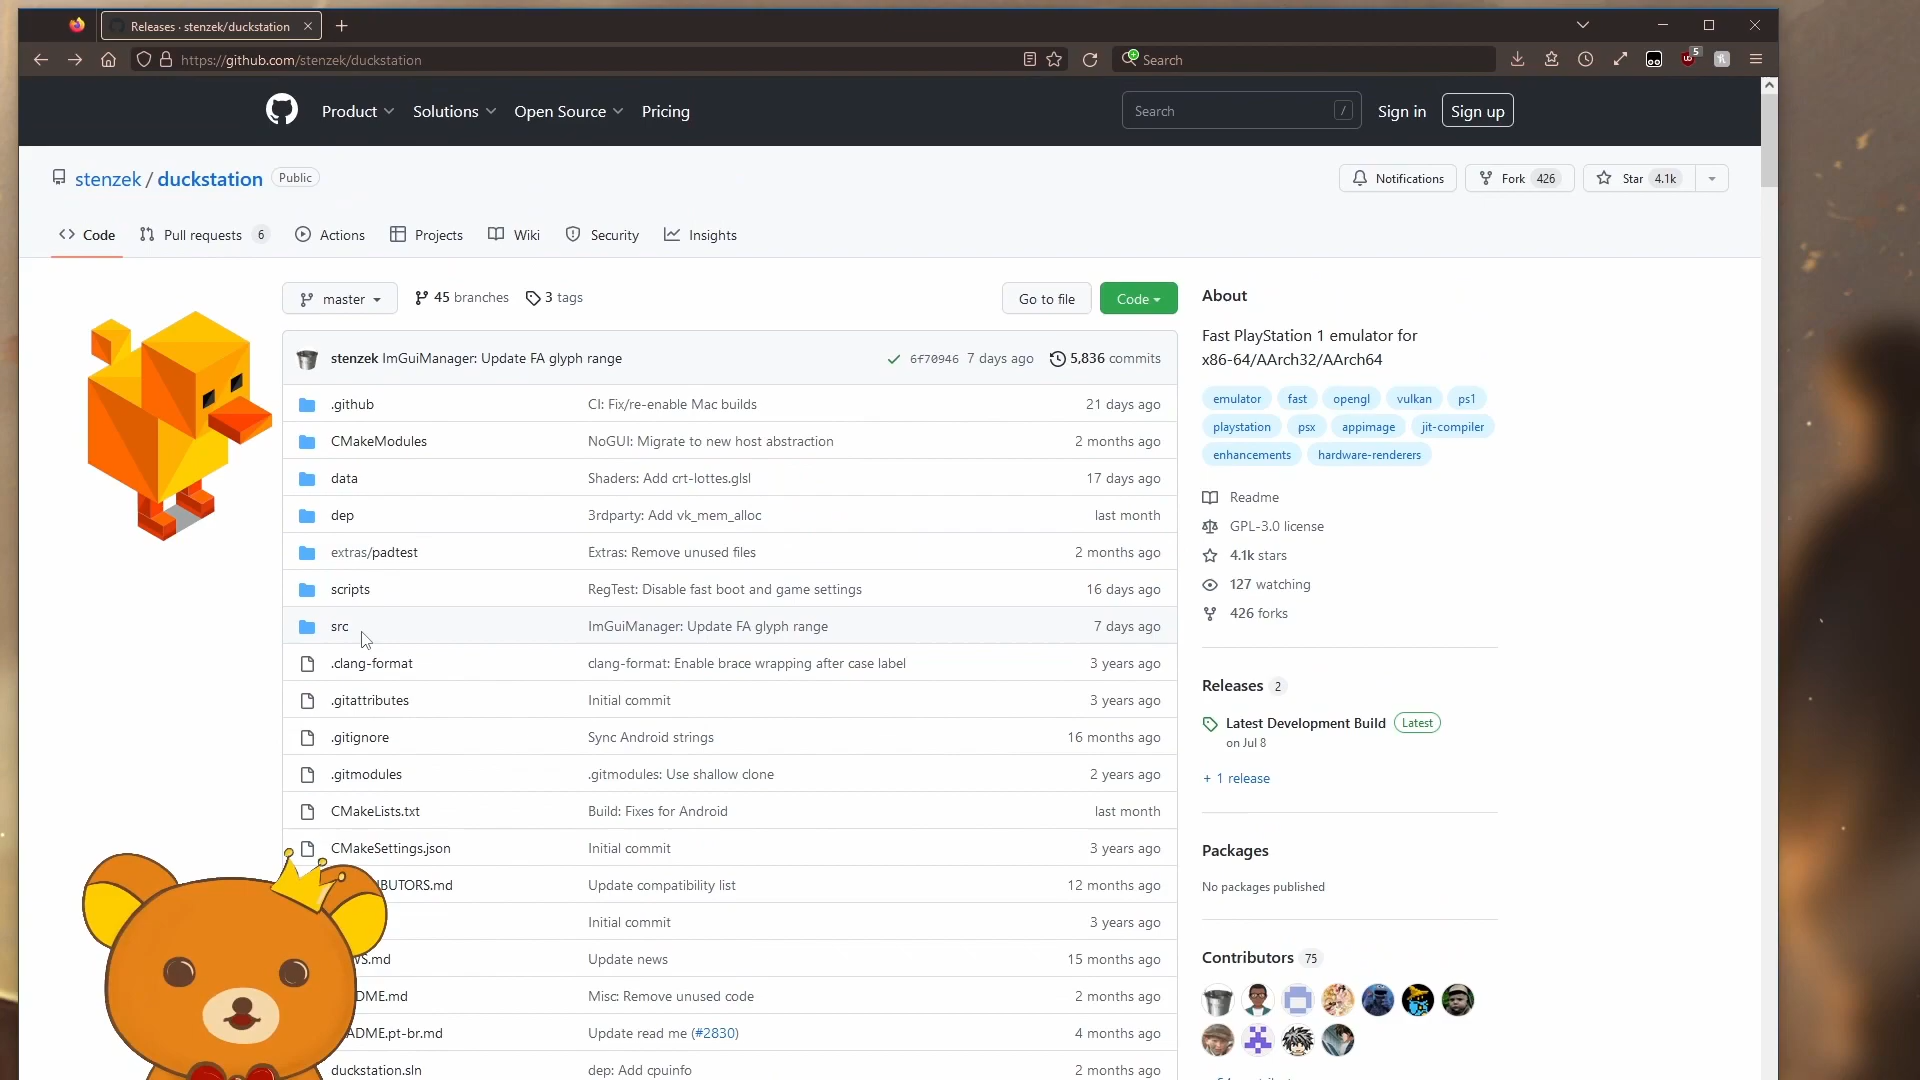 Releases · stenzek/duckstation
https://github.com/stenzek/duckstation
Search
5
Product
Solutions
Open Source
Pricing
Search /
Sign in
Sign up
stenzek / duckstation Public
Notifications
Fork 426
Star 4.1k
Code
Pull requests 6
Actions
Projects
Wiki
Security
Insights
master
45 branches
3 tags
Go to file
Code
stenzek ImGuiManager: Update FA glyph range 6f70946 7 days ago 5,836 commits
.github CI: Fix/re-enable Mac builds 21 days ago
CMakeModules NoGUI: Migrate to new host abstraction 2 months ago
data Shaders: Add crt-lottes.glsl 17 days ago
dep 3rdparty: Add vk_mem_alloc last month
extras/padtest Extras: Remove unused files 2 months ago
scripts RegTest: Disable fast boot and game settings 16 days ago
src ImGuiManager: Update FA glyph range 7 days ago
.clang-format clang-format: Enable brace wrapping after case label 3 years ago
.gitattributes Initial commit 3 years ago
.gitignore Sync Android strings 16 months ago
.gitmodules .gitmodules: Use shallow clone 2 years ago
CMakeLists.txt Build: Fixes for Android last month
CMakeSettings.json Initial commit 3 years ago
IBUTORS.md Update compatibility list 12 months ago
Initial commit 3 years ago
WS.md Update news 15 months ago
DME.md Misc: Remove unused code 2 months ago
ADME.pt-br.md Update read me (#2830) 4 months ago
duckstation.sln dep: Add cpuinfo 2 months ago
About
Fast PlayStation 1 emulator for
x86-64/AArch32/AArch64
emulator fast opengl vulkan ps1
playstation psx appimage jit-compiler
enhancements hardware-renderers
Readme
GPL-3.0 license
4.1k stars
127 watching
426 forks
Releases 2
Latest Development Build Latest
on Jul 8
+ 1 release
Packages
No packages published
Contributors 75